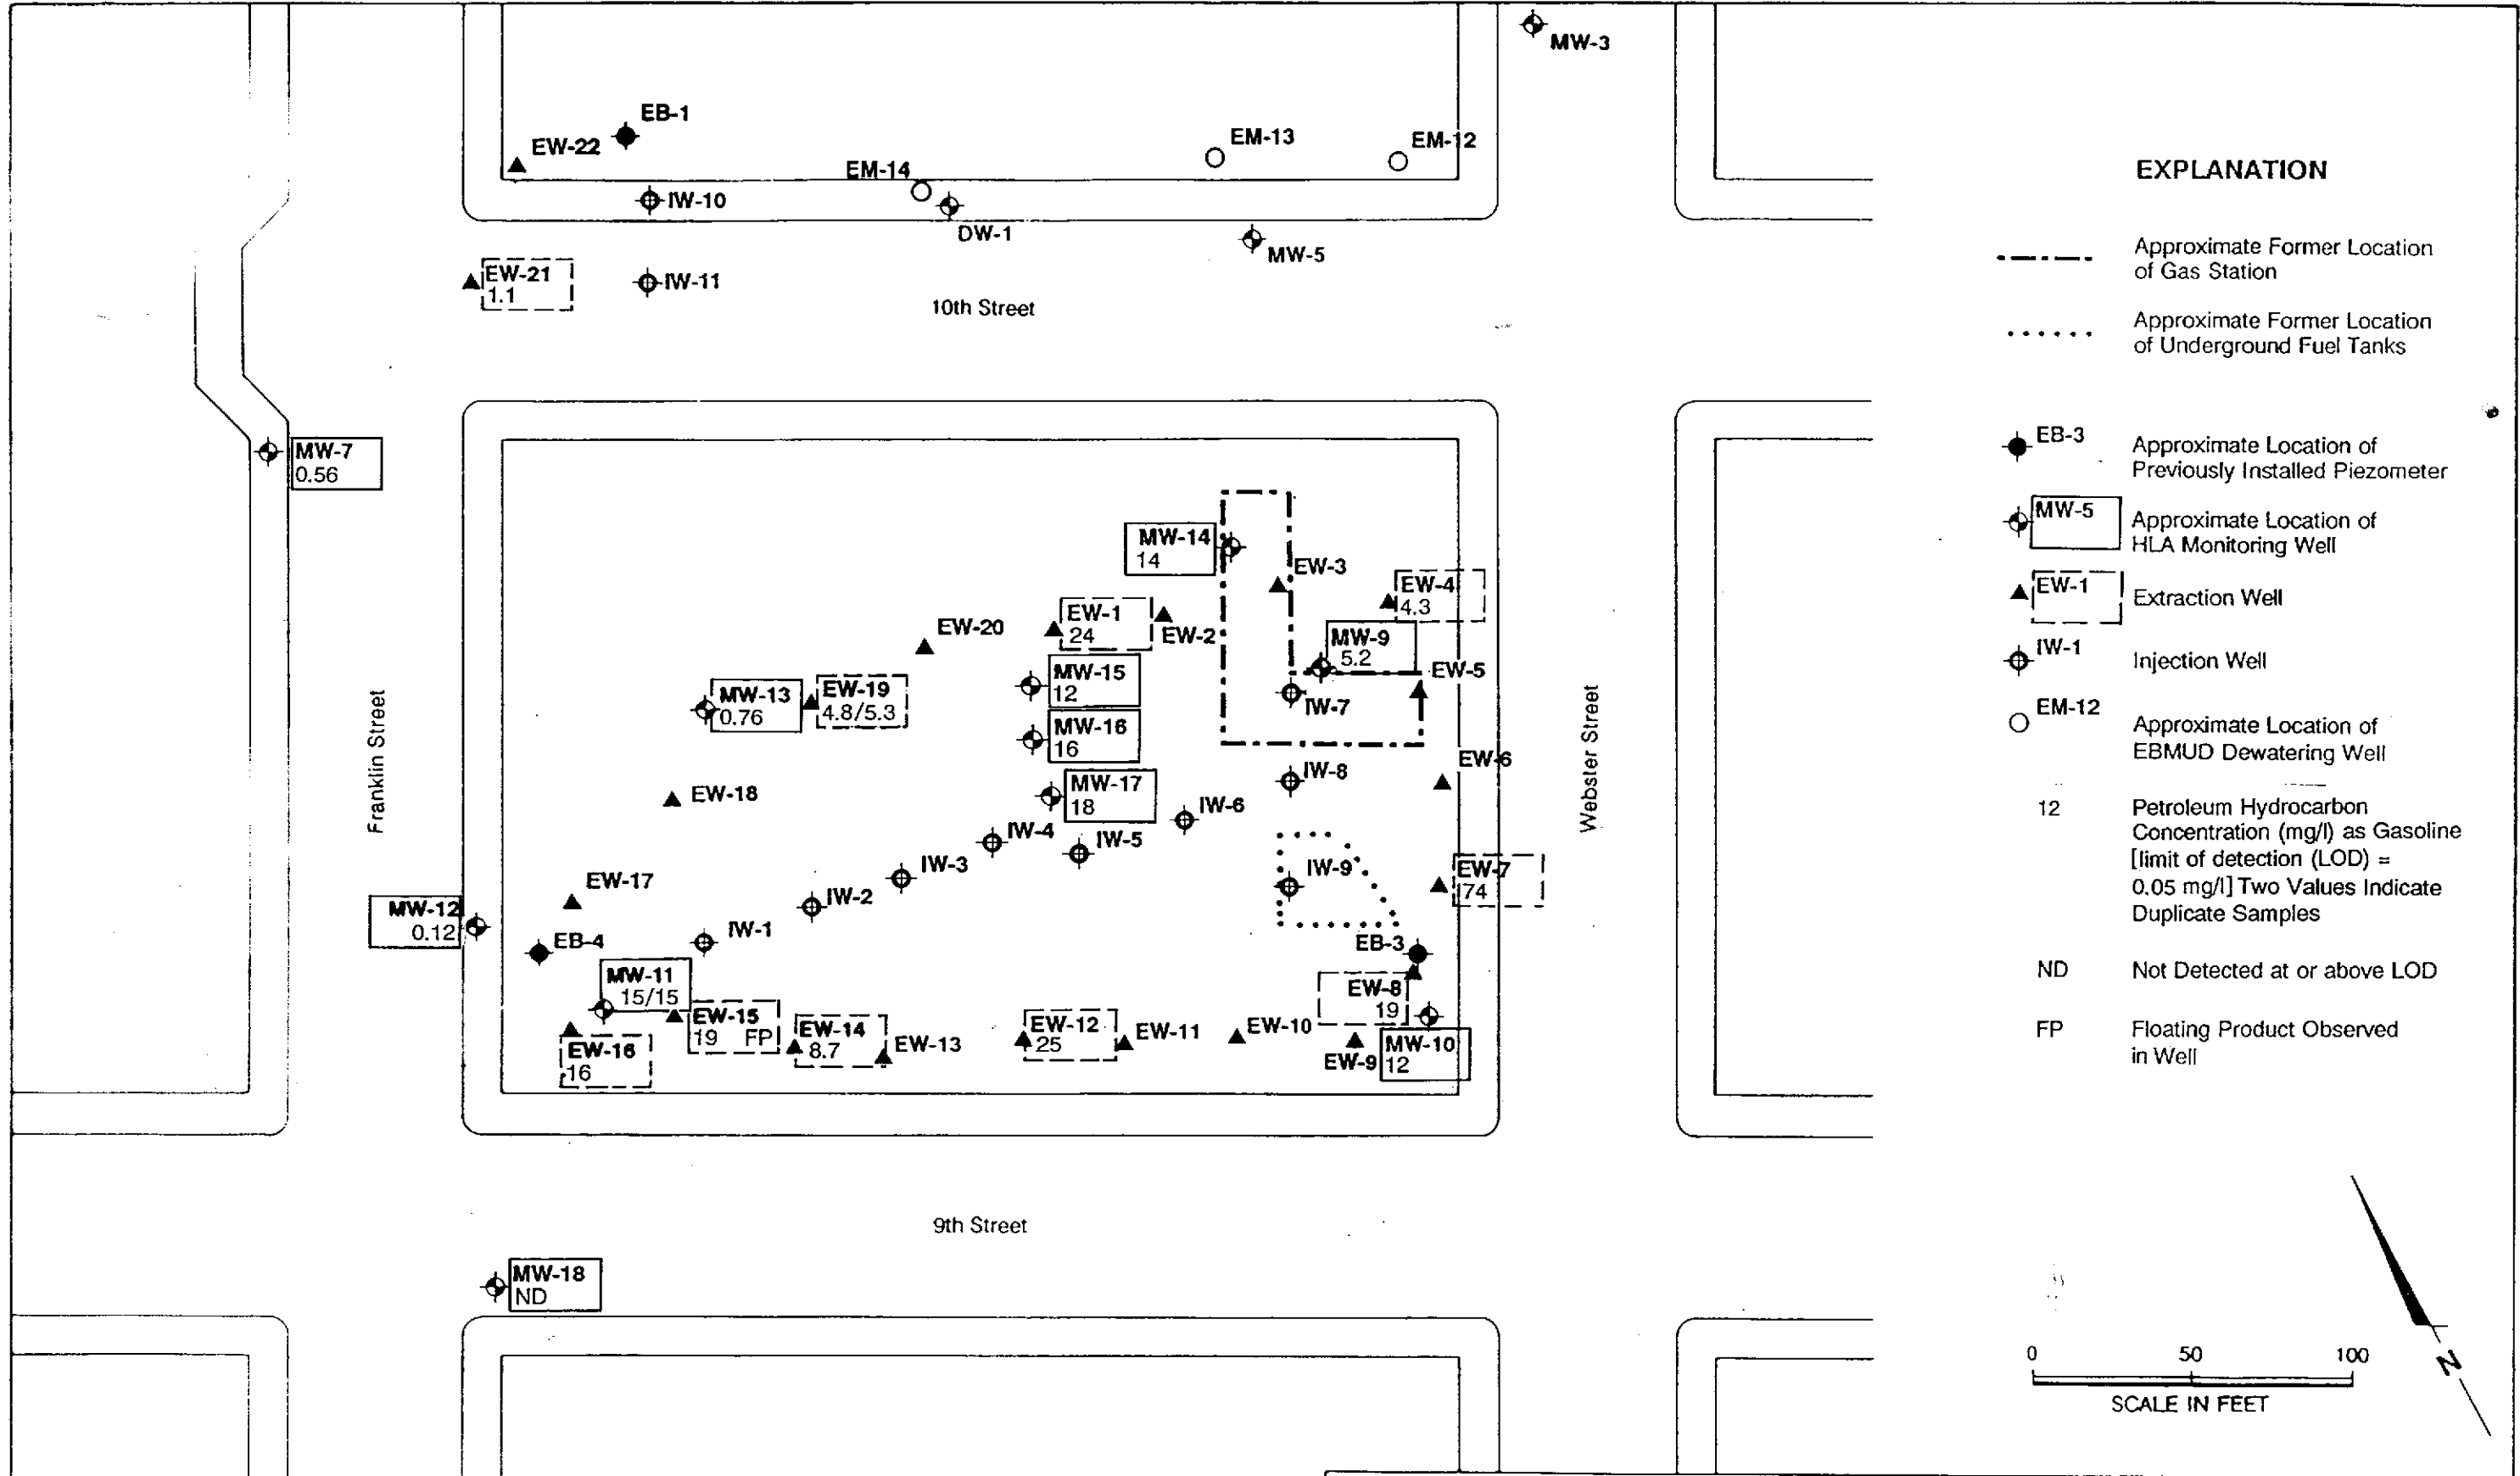 MW-3
EB-1
EW-22
EM-13
EM-12
EM-14
IW-10
DW-1
MW-5
EW-21
1.1
IW-11
10th Street
MW-7
0.56
MW-14
14
EW-3
EW-4
4.3
EW-1
24
EW-2
EW-20
MW-9
5.2
EW-5
MW-15
12
MW-13
0.76
EW-19
4.8/5.3
IW-7
MW-16
16
Franklin Street
Webster Street
EW-6
IW-8
MW-17
18
EW-18
IW-6
IW-4
IW-5
IW-3
IW-9
EW-7
174
EW-17
IW-2
MW-12
0.12
IW-1
EB-4
EB-3
MW-11
15/15
EW-8
19
EW-15
19 FP
EW-14
8.7
EW-13
EW-12
25
EW-11
EW-10
EW-9
MW-10
12
EW-16
16
9th Street
MW-18
ND
EXPLANATION
Approximate Former Location
of Gas Station
Approximate Former Location
of Underground Fuel Tanks
EB-3
Approximate Location of
Previously Installed Piezometer
MW-5
Approximate Location of
HLA Monitoring Well
EW-1
Extraction Well
IW-1
Injection Well
EM-12
Approximate Location of
EBMUD Dewatering Well
12
Petroleum Hydrocarbon
Concentration (mg/l) as Gasoline
[limit of detection (LOD) =
0.05 mg/l] Two Values Indicate
Duplicate Samples
ND
Not Detected at or above LOD
FP
Floating Product Observed
in Well
0 50 100
SCALE IN FEET
N